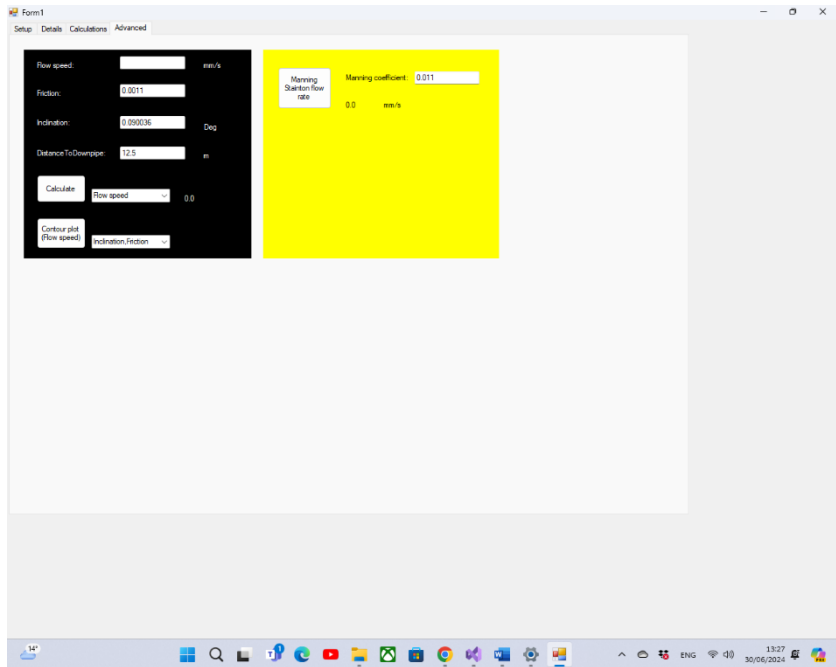 Form1
Setup Details Calculations Advanced
Flow speed: mm/s
Friction: 0.0011
Inclination: 0.090036 Deg
DistanceToDownpipe: 12.5 m
Calculate Flow speed 0.0
Contour plot
(Flow speed) Inclination,Friction
Manning
Stainton flow
rate
Manning coefficient: 0.011
0.0 mm/s
14°
ENG
13:27
30/06/2024